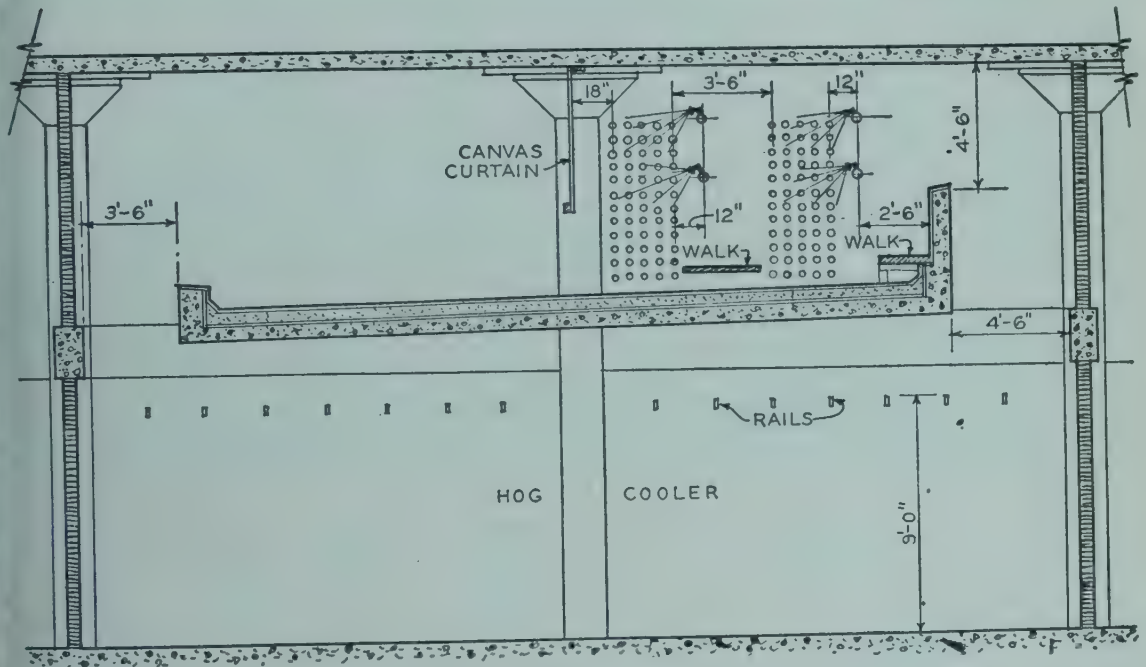 18"
3'-6"
12"
CANVAS
CURTAIN
4'-6"
3'-6"
12"
2'-6"
WALK
WALK
4'-6"
RAILS
HOG COOLER
9'-0"